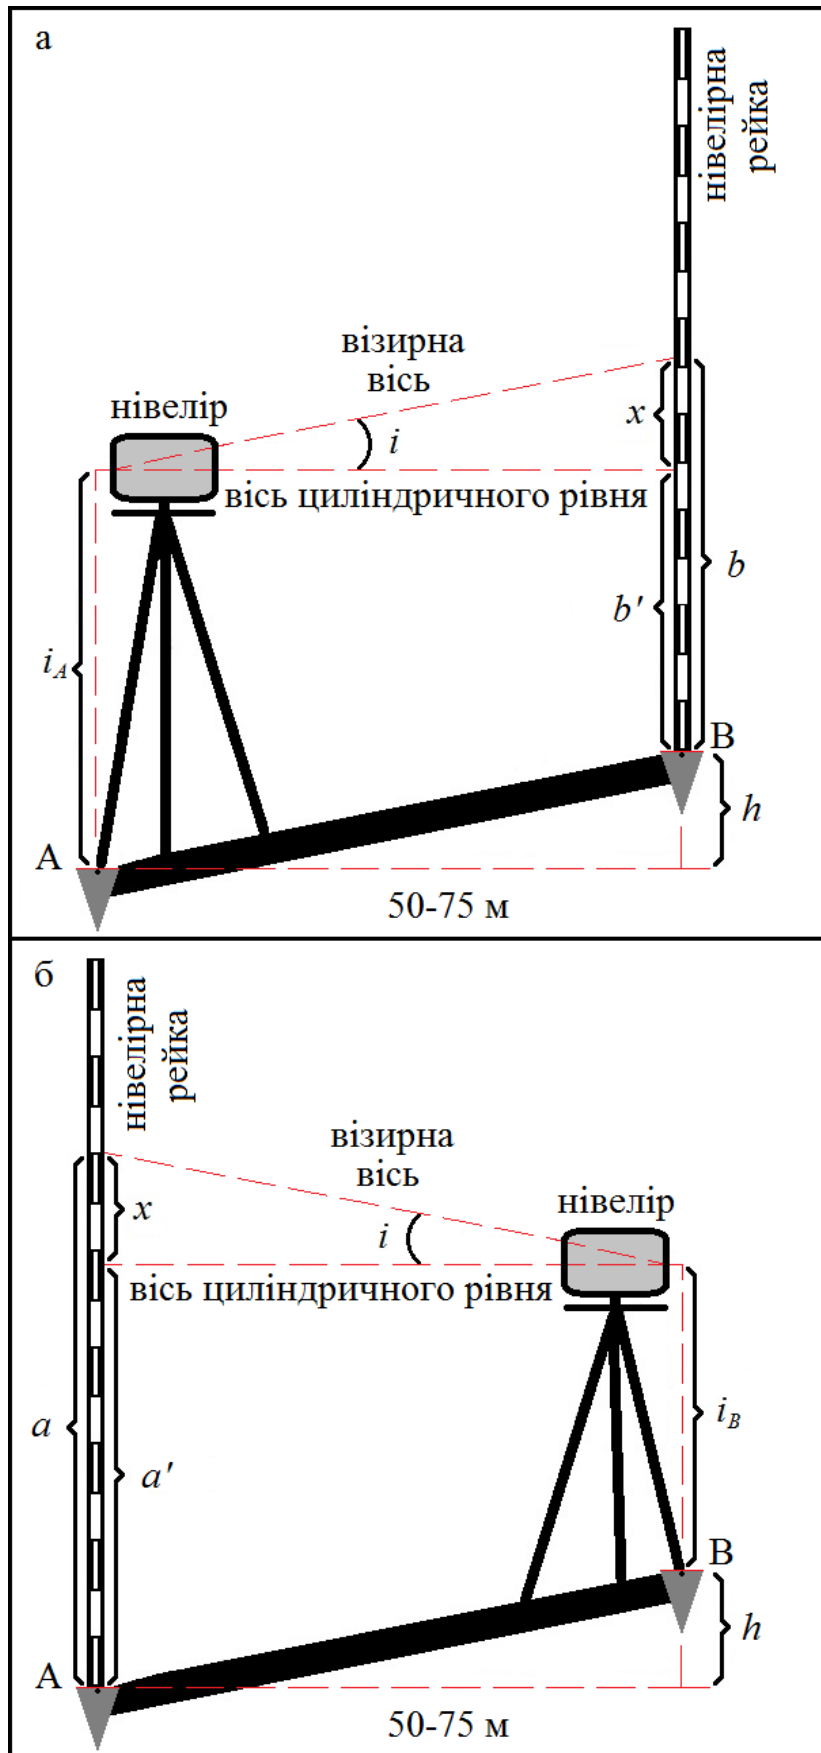 а
нівелірна
рейка
візирна
вісь
нівелір
x
i
вісь циліндричного рівня
b
b'
i_A
B
h
A
50-75 м
б
нівелірна
рейка
візирна
вісь
нівелір
x
i
вісь циліндричного рівня
i_B
a
a'
B
h
A
50-75 м